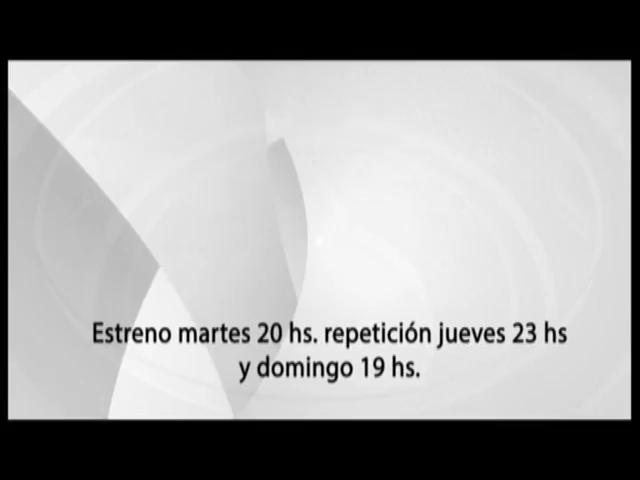 Estreno martes 20 hs. repetición jueves 23 hs
y domingo 19 hs.